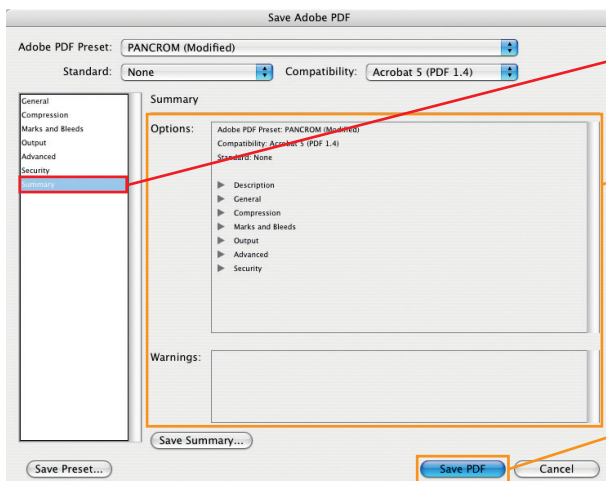 Save Adobe PDF
Adobe PDF Preset: PANCROM (Modified)
Standard: None Compatibility: Acrobat 5 (PDF 1.4)
General
Compression
Marks and Bleeds
Output
Advanced
Security
Summary
Summary
Options:
Adobe PDF Preset: PANCROM (Modified)
Compatibility: Acrobat 5 (PDF 1.4)
Standard: None
Description
General
Compression
Marks and Bleeds
Output
Advanced
Security
Warnings:
Save Summary...
Save Preset... Save PDF Cancel